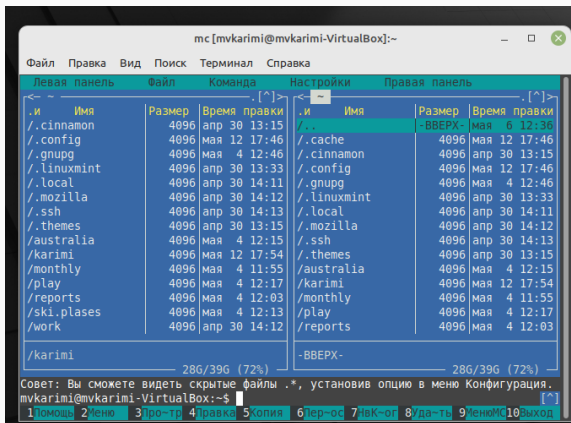 mc [mvkarimi@mvkarimi-VirtualBox]:~
Файл Правка Вид Поиск Терминал Справка
Левая панель Файл Команда Настройки Правая панель
<- ~ .[^]> <- ~ .[^]>
.и Имя Размер Время правки .и Имя Размер Время правки
/.cinnamon 4096 апр 30 13:15 /.. -ВВЕРХ- мая 6 12:36
/.config 4096 мая 12 17:46 /.cache 4096 мая 12 17:46
/.gnupg 4096 мая 4 12:46 /.cinnamon 4096 апр 30 13:15
/.linuxmint 4096 апр 30 13:33 /.config 4096 мая 12 17:46
/.local 4096 апр 30 14:11 /.gnupg 4096 мая 4 12:46
/.mozilla 4096 апр 30 14:12 /.linuxmint 4096 апр 30 13:33
/.ssh 4096 апр 30 14:13 /.local 4096 апр 30 14:11
/.themes 4096 апр 30 13:15 /.mozilla 4096 апр 30 14:12
/australia 4096 мая 4 12:15 /.ssh 4096 апр 30 14:13
/karimi 4096 мая 12 17:54 /.themes 4096 апр 30 13:15
/monthly 4096 мая 4 11:55 /australia 4096 мая 4 12:15
/play 4096 мая 4 12:17 /karimi 4096 мая 12 17:54
/reports 4096 мая 4 12:03 /monthly 4096 мая 4 11:55
/ski.plases 4096 мая 4 12:13 /play 4096 мая 4 12:17
/work 4096 апр 30 14:12 /reports 4096 мая 4 12:03
/karimi -ВВЕРХ-
28G/39G (72%) 28G/39G (72%)
Совет: Вы сможете видеть скрытые файлы .*, установив опцию в меню Конфигурация.
mvkarimi@mvkarimi-VirtualBox:~$ [^]
1Помощь 2Меню 3Про~тр 4Правка 5Копия 6Пер~ос 7НвК~ог 8Уда~ть 9МенюMC 10Выход